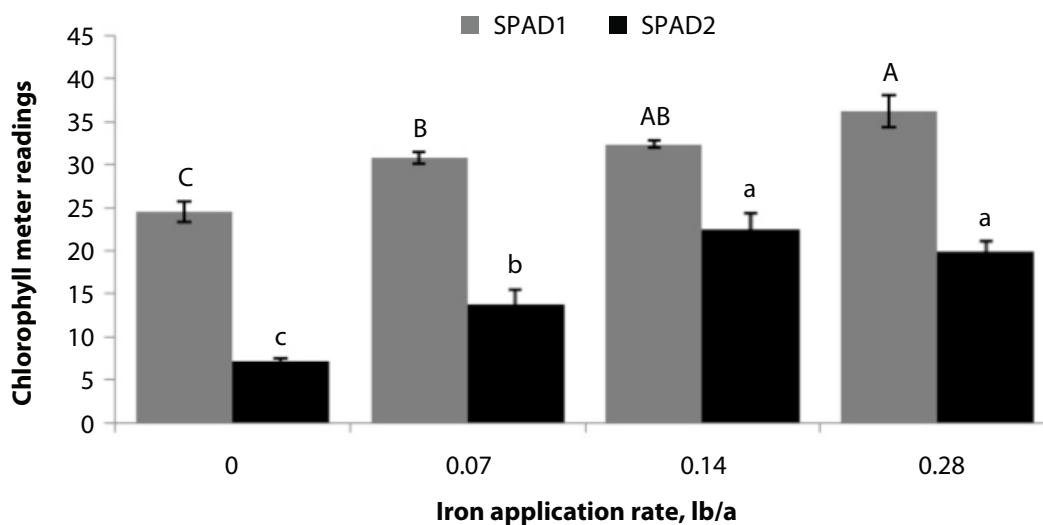 SPAD1 SPAD2
45
40
35
30
25
20
15
10
5
0
Chlorophyll meter readings
C
c
B
b
AB
a
A
a
0 0.07 0.14 0.28
Iron application rate, lb/a